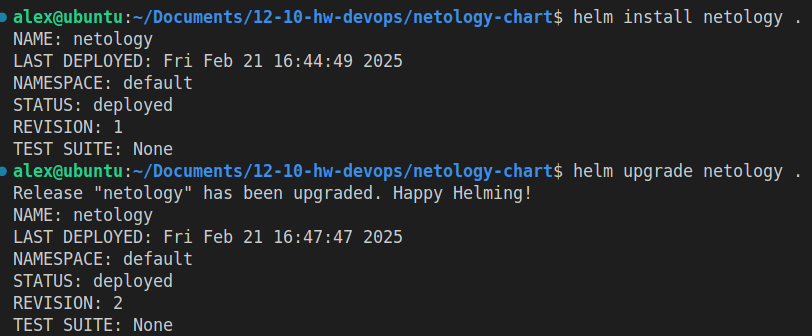 alex@ubuntu:~/Documents/12-10-hw-devops/netology-chart$ helm install netology .
NAME: netology
LAST DEPLOYED: Fri Feb 21 16:44:49 2025
NAMESPACE: default
STATUS: deployed
REVISION: 1
TEST SUITE: None
alex@ubuntu:~/Documents/12-10-hw-devops/netology-chart$ helm upgrade netology .
Release "netology" has been upgraded. Happy Helming!
NAME: netology
LAST DEPLOYED: Fri Feb 21 16:47:47 2025
NAMESPACE: default
STATUS: deployed
REVISION: 2
TEST SUITE: None